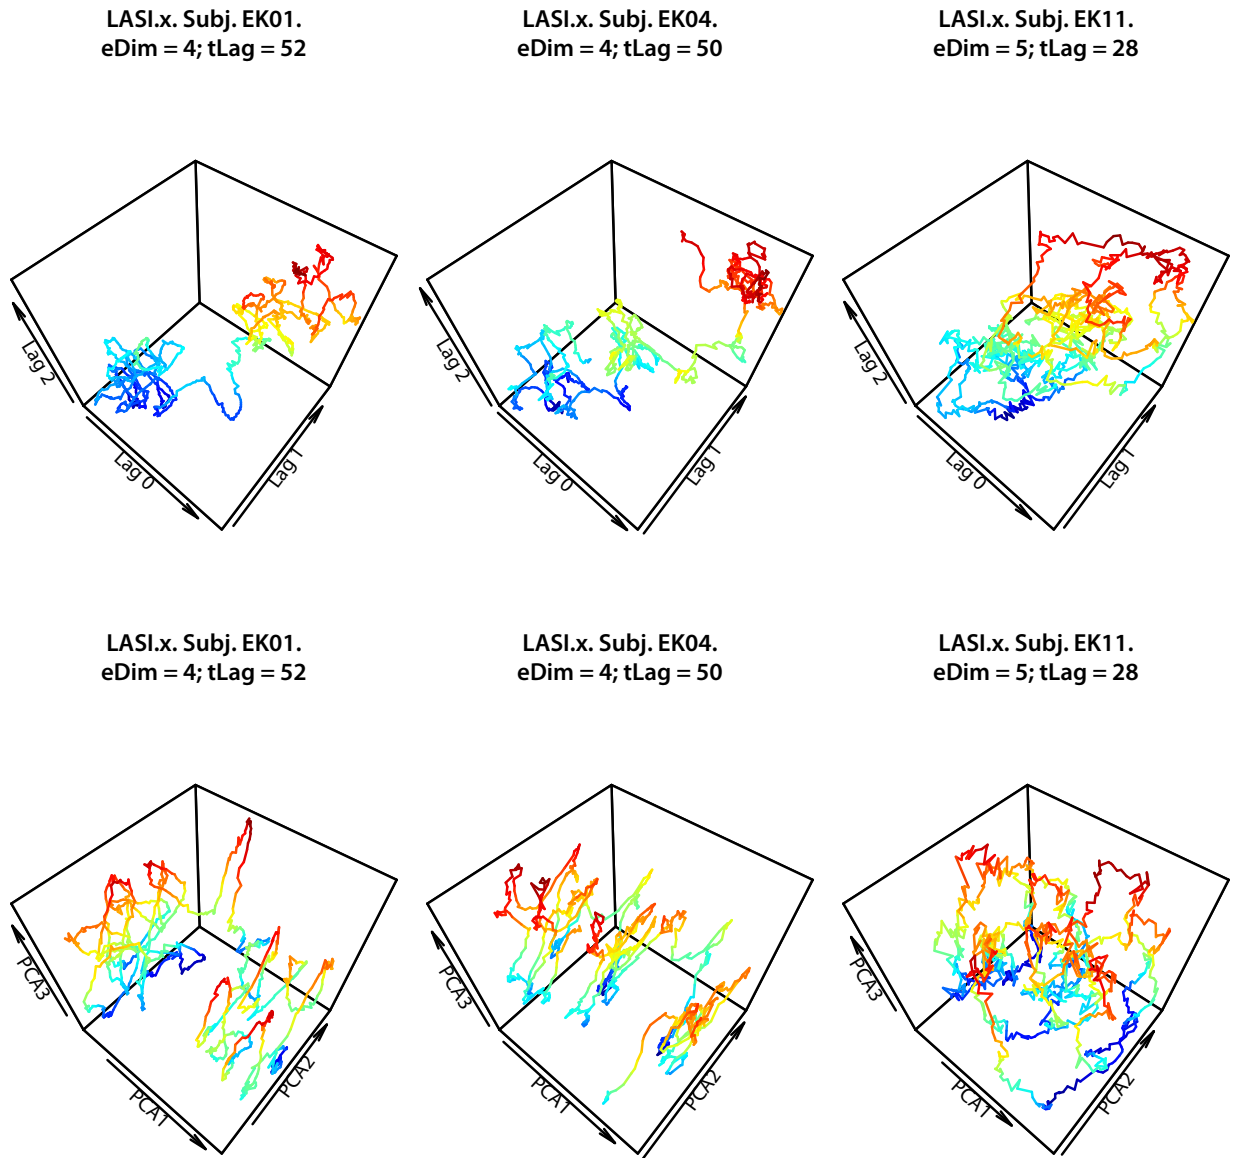 LASI.x. Subj. EK01.
eDim = 4; tLag = 52
LASI.x. Subj. EK04.
eDim = 4; tLag = 50
LASI.x. Subj. EK11.
eDim = 5; tLag = 28
Lag 2
Lag 0
Lag 1
Lag 2
Lag 0
Lag 1
Lag 2
Lag 0
Lag 1
LASI.x. Subj. EK01.
eDim = 4; tLag = 52
LASI.x. Subj. EK04.
eDim = 4; tLag = 50
LASI.x. Subj. EK11.
eDim = 5; tLag = 28
PCA3
PCA1
PCA2
PCA3
PCA1
PCA2
PCA3
PCA1
PCA2